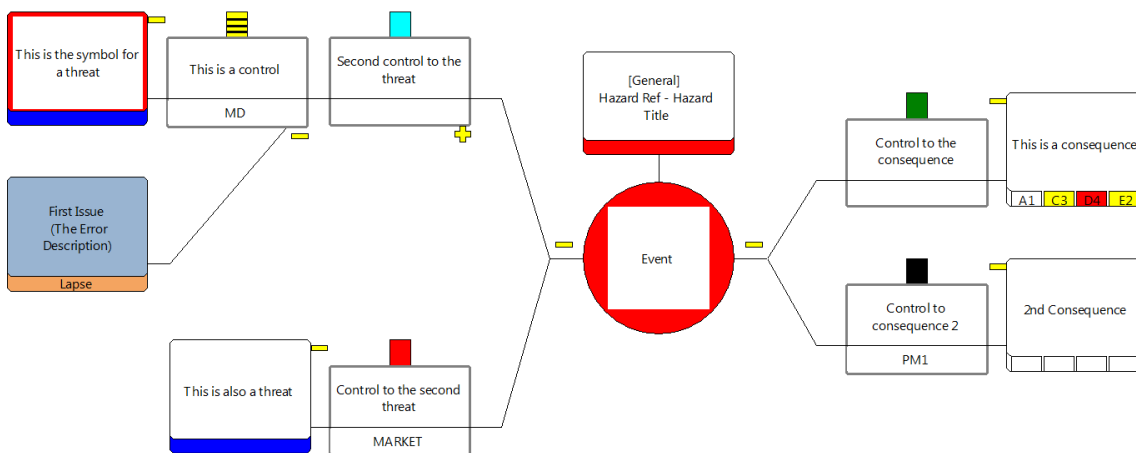 This is the symbol for
a threat
This is a control
MD
Second control to the
threat
[General]
Hazard Ref - Hazard
Title
Control to the
consequence
This is a consequence
A1
C3
D4
E2
First Issue
(The Error
Description)
Lapse
Event
Control to
consequence 2
PM1
2nd Consequence
This is also a threat
Control to the second
threat
MARKET